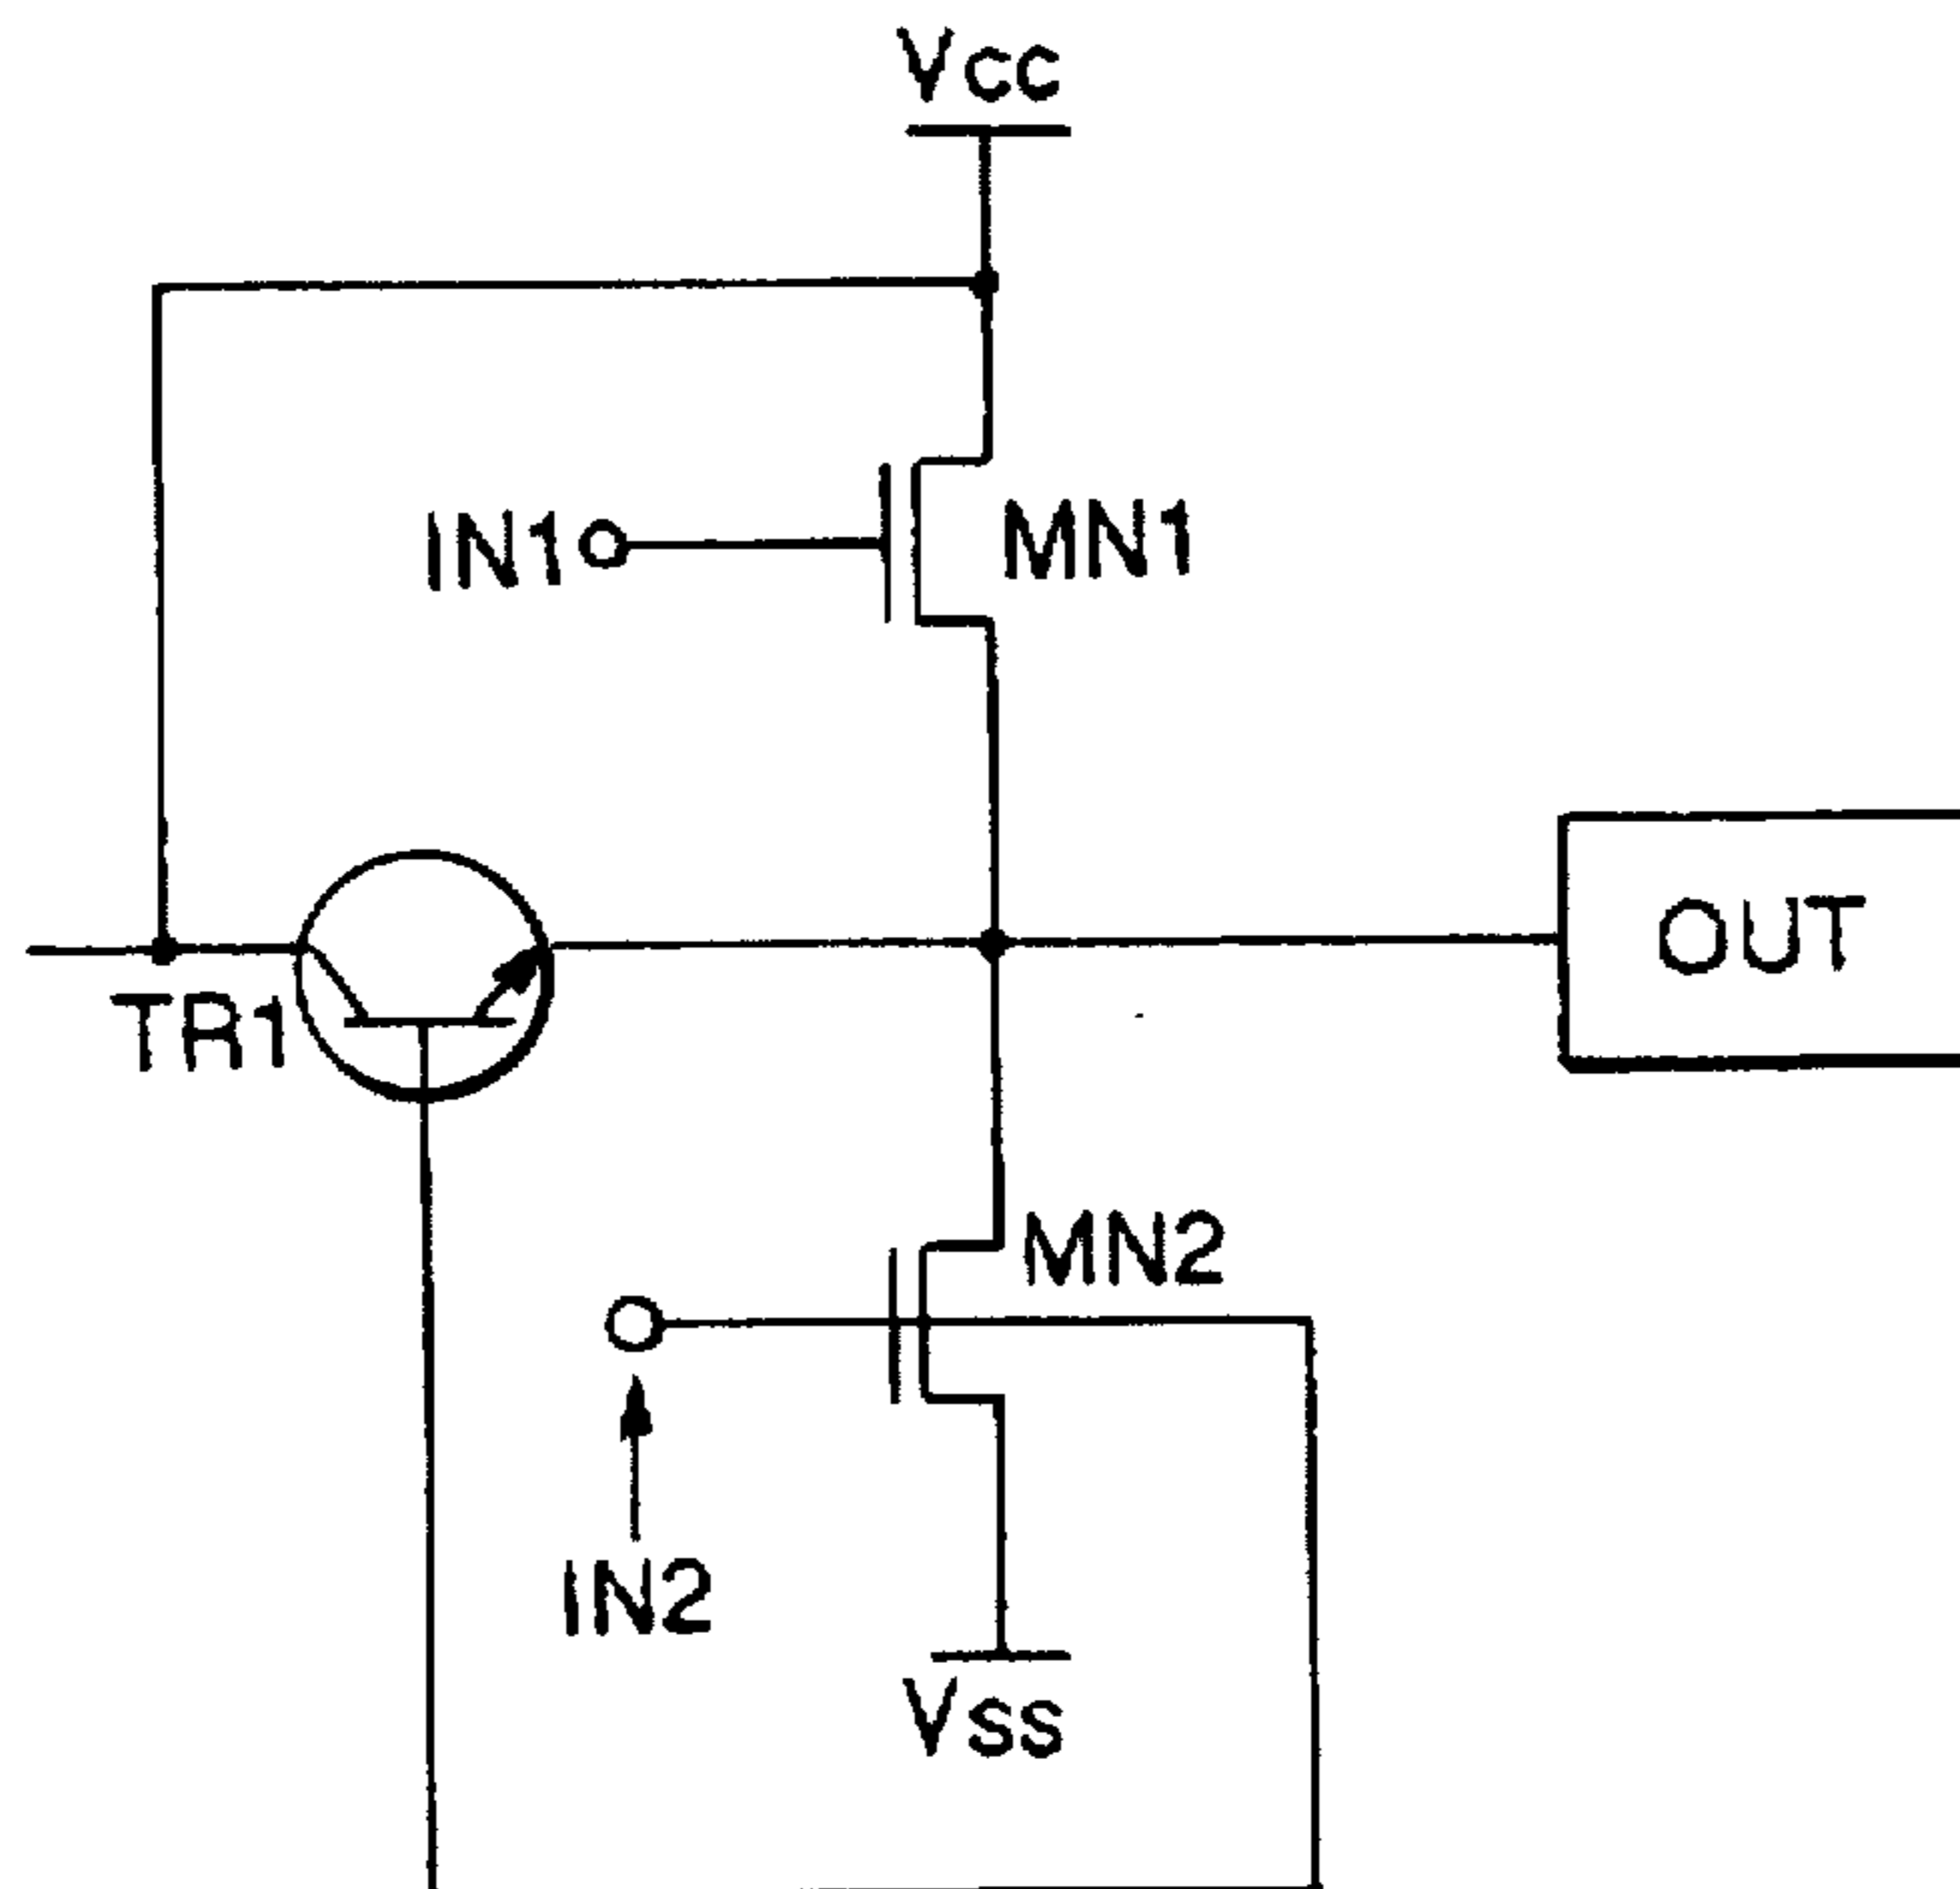 Vcc
IN1
MN1
OUT
TR1
MN2
IN2
Vss